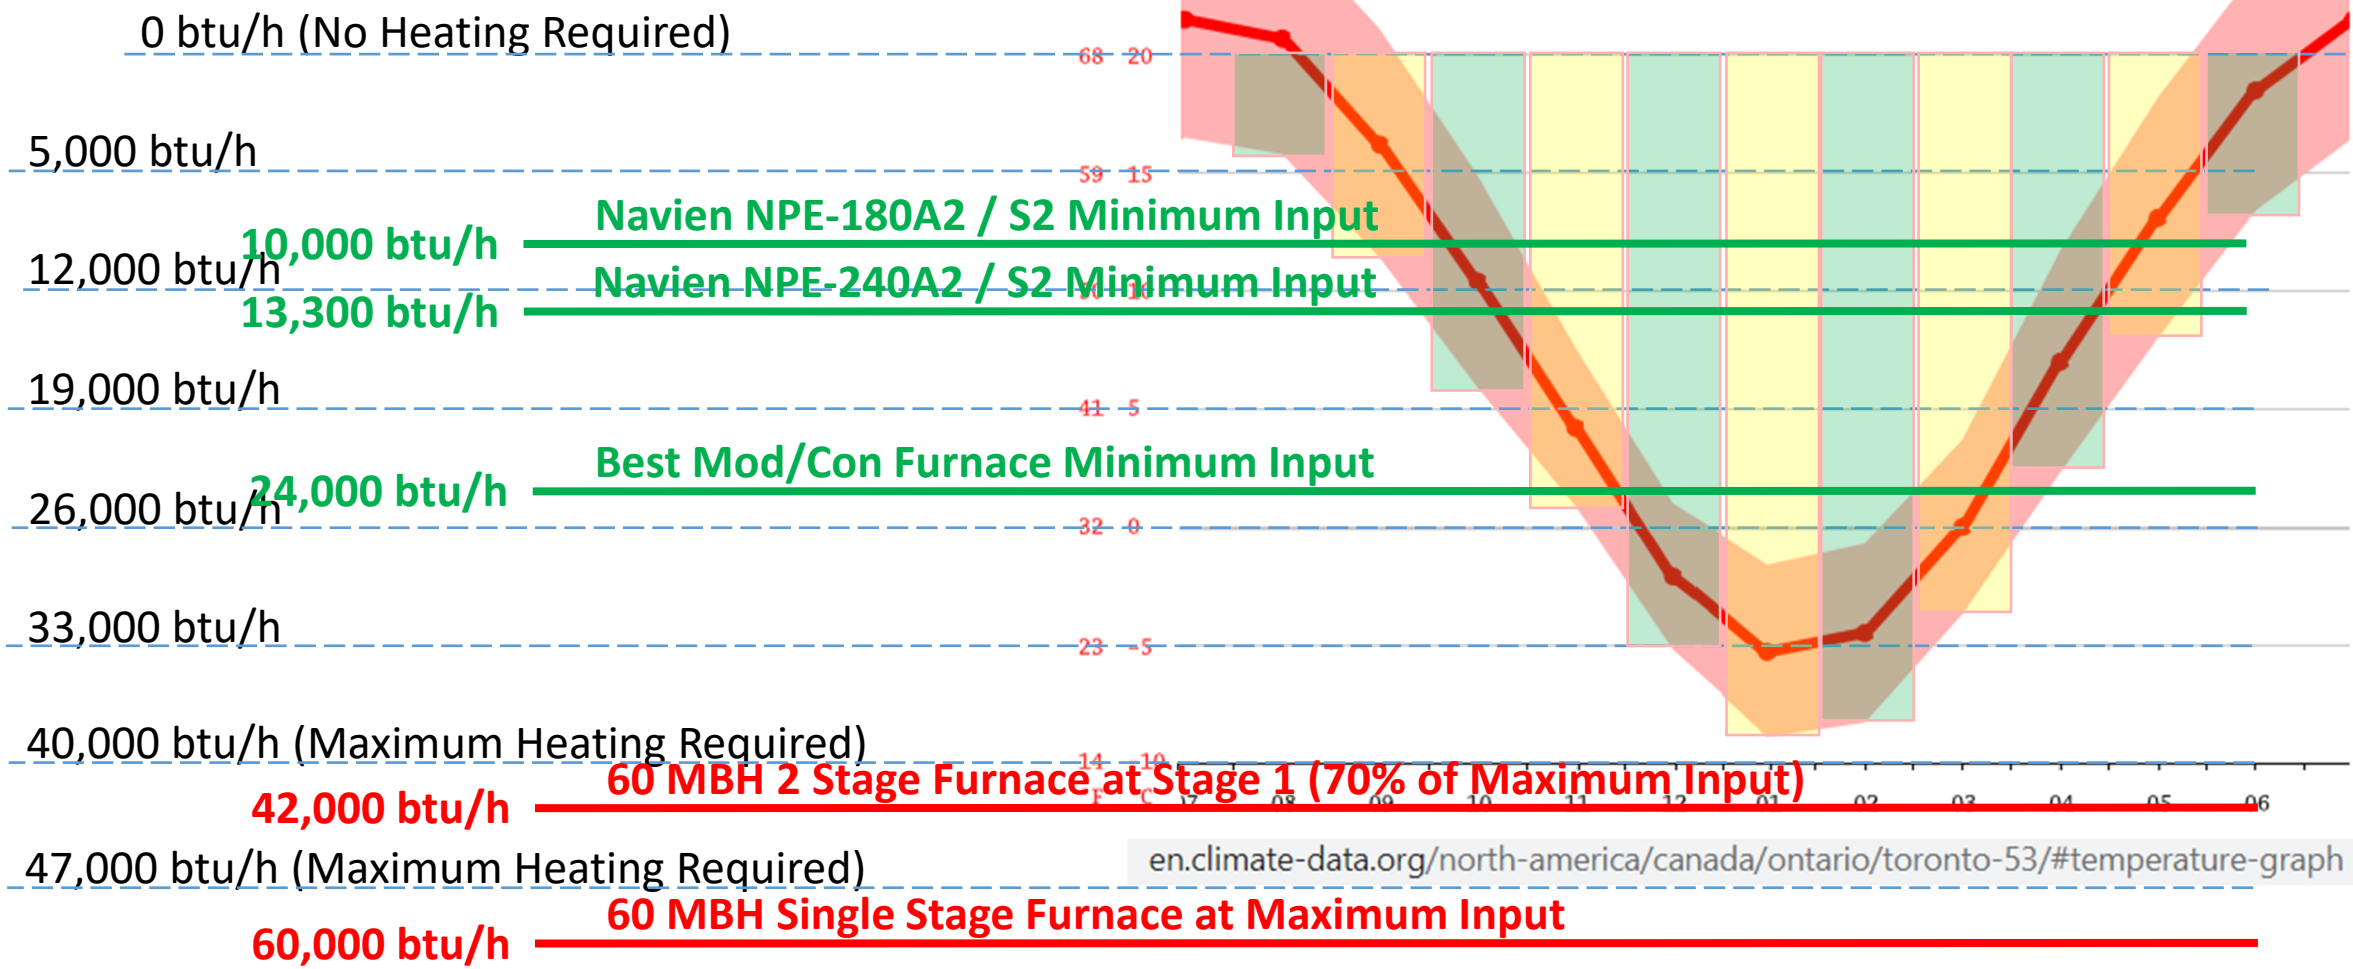 0 btu/h (No Heating Required)
68 20
5,000 btu/h
59 15
Navien NPE-180A2 / S2 Minimum Input
10,000 btu/h
12,000 btu/h
Navien NPE-240A2 / S2 Minimum Input
13,300 btu/h
19,000 btu/h
41 5
Best Mod/Con Furnace Minimum Input
24,000 btu/h
26,000 btu/h
32 0
33,000 btu/h
23 -5
40,000 btu/h (Maximum Heating Required)
14 -10
60 MBH 2 Stage Furnace at Stage 1 (70% of Maximum Input)
42,000 btu/h
F C 07 08 09 10 11 12 01 02 03 04 05 06
47,000 btu/h (Maximum Heating Required)
en.climate-data.org/north-america/canada/ontario/toronto-53/#temperature-graph
60 MBH Single Stage Furnace at Maximum Input
60,000 btu/h